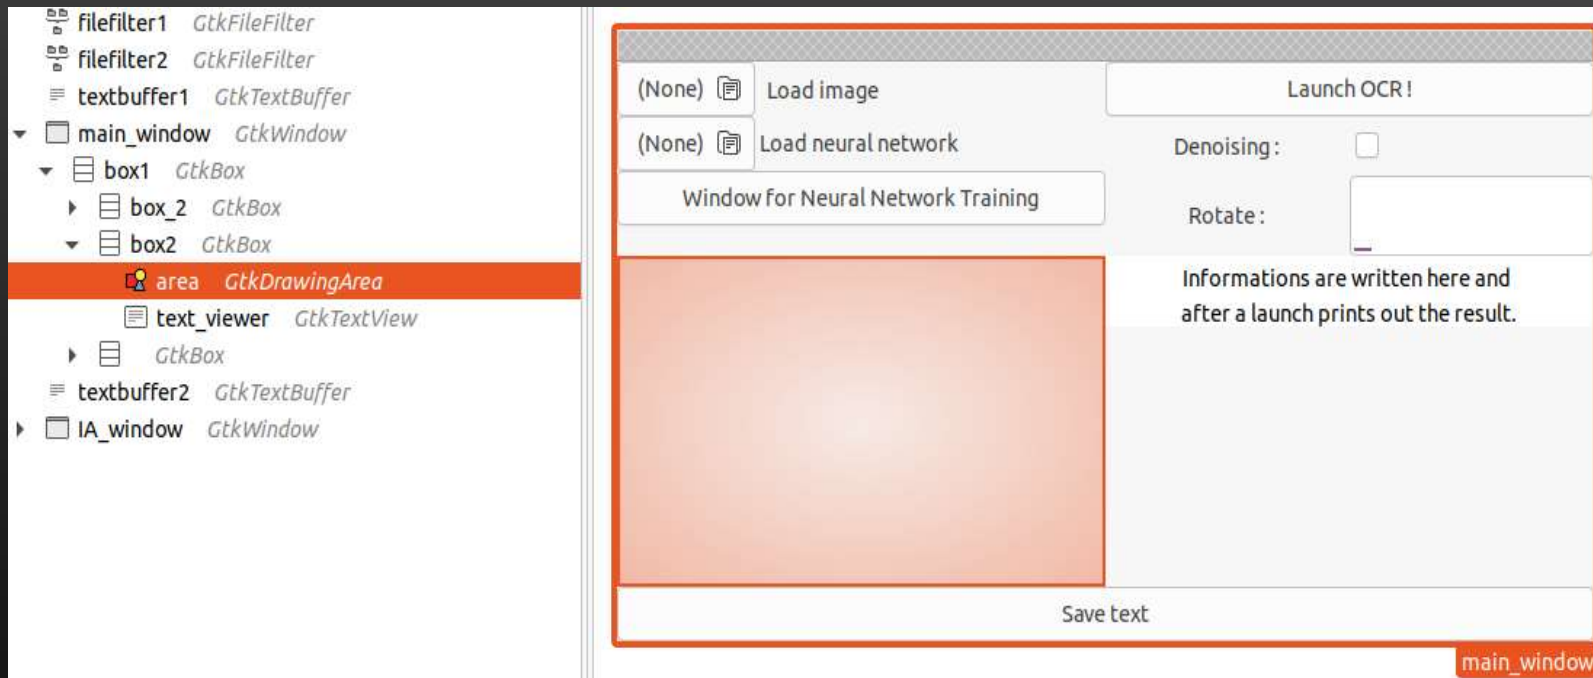 filefilter1 GtkFileFilter
filefilter2 GtkFileFilter
textbuffer1 GtkTextBuffer
main_window GtkWindow
box1 GtkBox
box_2 GtkBox
box2 GtkBox
area GtkDrawingArea
text_viewer GtkTextView
GtkBox
textbuffer2 GtkTextBuffer
IA_window GtkWindow
(None) Load image Launch OCR !
(None) Load neural network Denoising :
Window for Neural Network Training
Rotate :
Informations are written here and
after a launch prints out the result.
Save text
main_window